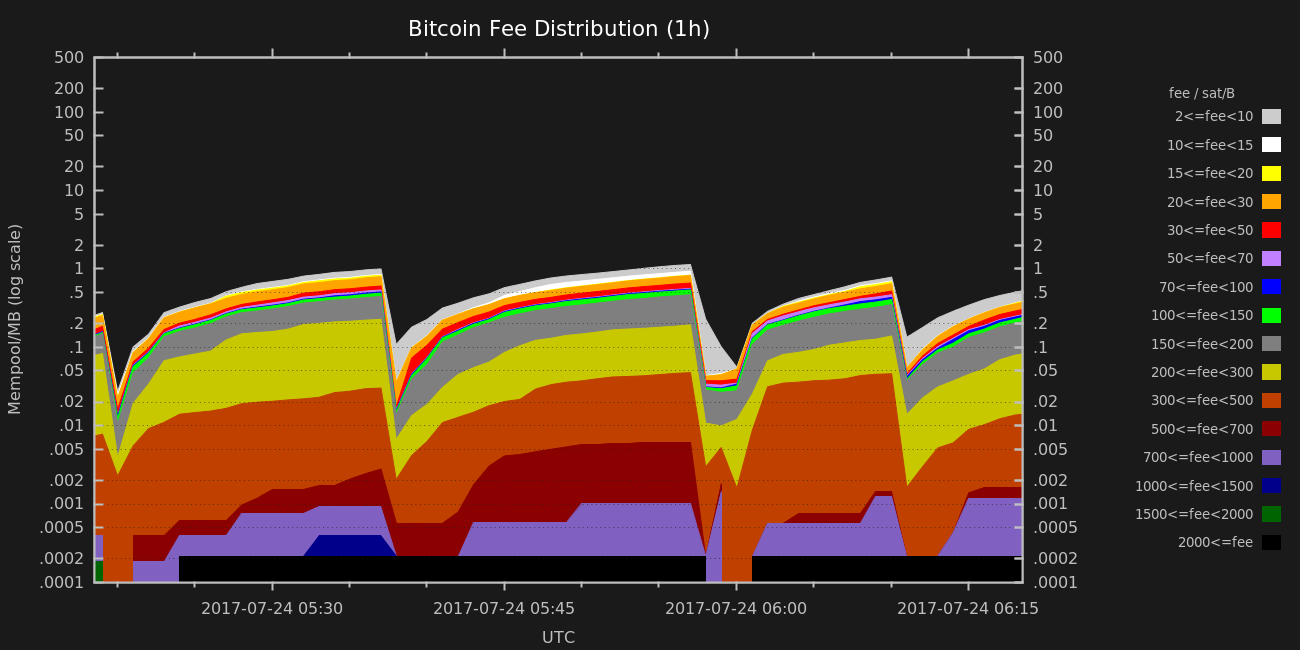 Bitcoin Fee Distribution (1h)
500 500
200 200
100 100
50 50
20 20
10 10
5 5
2 2
1 1
.5 .5
.2 .2
.1 .1
.05 .05
.02 .02
.01 .01
.005 .005
.002 .002
.001 .001
.0005 .0005
.0002 .0002
.0001 .0001
Mempool/MB (log scale)
2017-07-24 05:30 2017-07-24 05:45 2017-07-24 06:00 2017-07-24 06:15
UTC
fee / sat/B
2<=fee<10
10<=fee<15
15<=fee<20
20<=fee<30
30<=fee<50
50<=fee<70
70<=fee<100
100<=fee<150
150<=fee<200
200<=fee<300
300<=fee<500
500<=fee<700
700<=fee<1000
1000<=fee<1500
1500<=fee<2000
2000<=fee